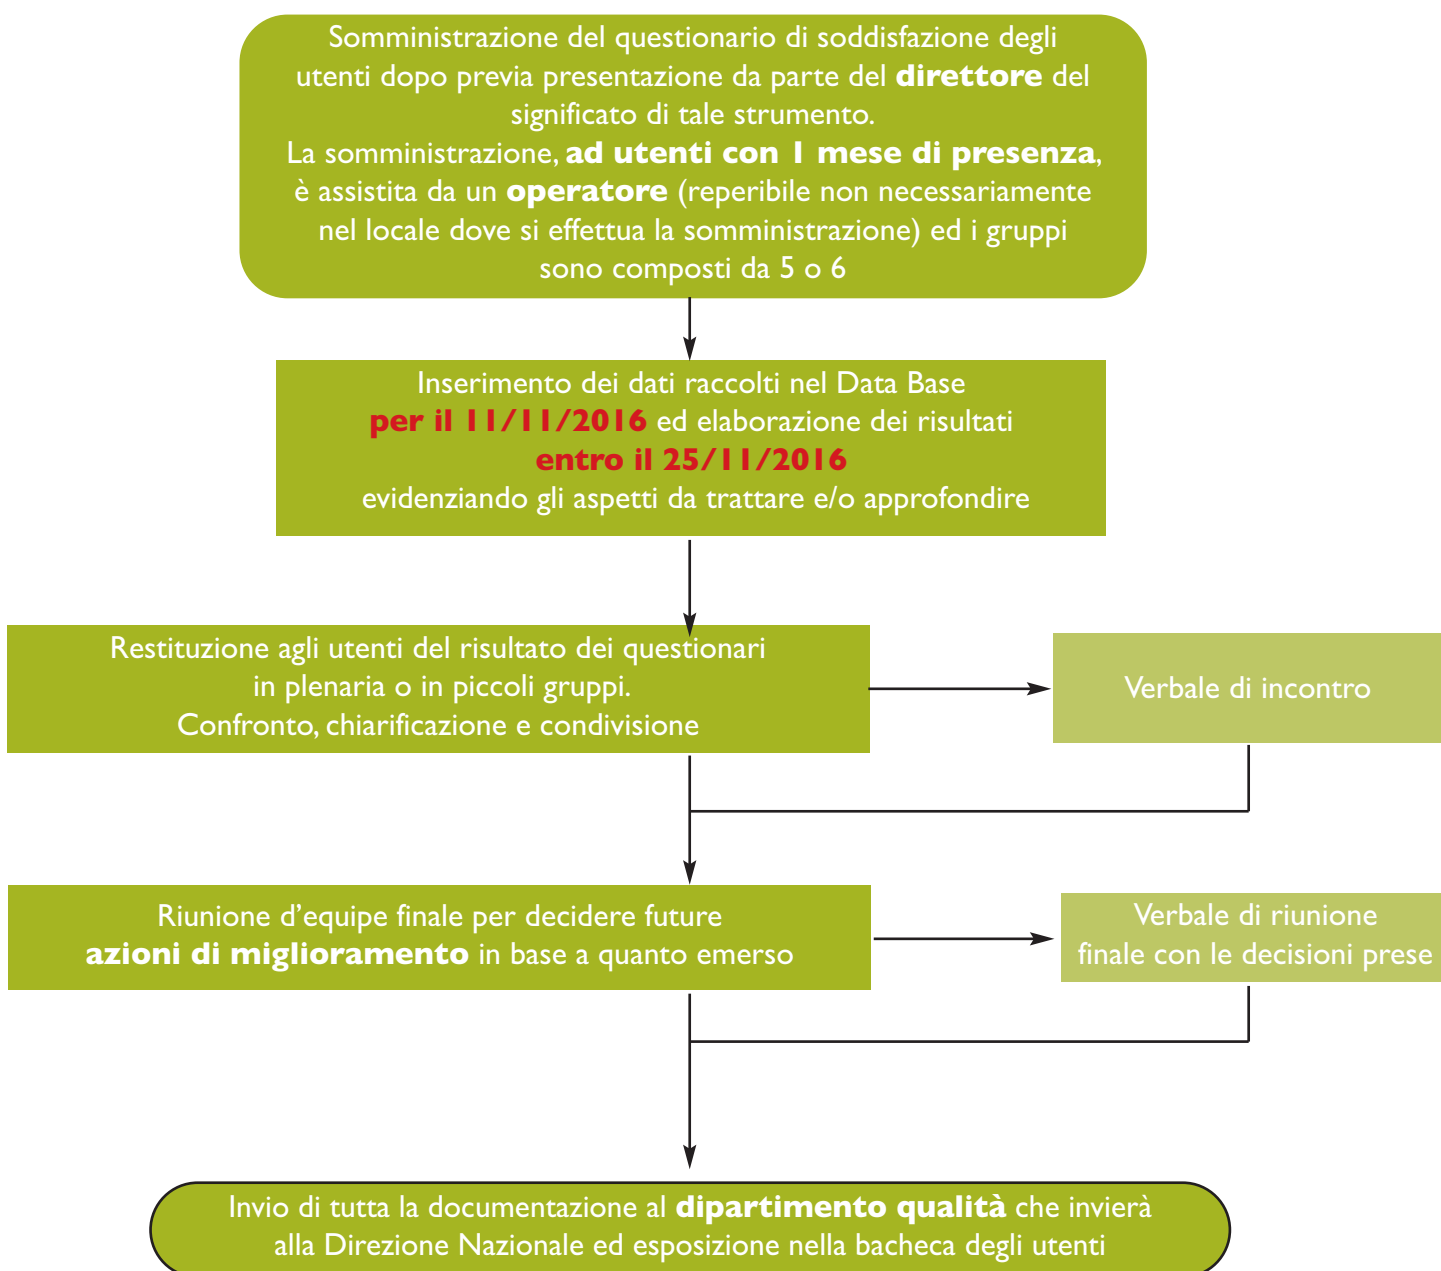 Somministrazione del questionario di soddisfazione degli
utenti dopo previa presentazione da parte del direttore del
significato di tale strumento.
La somministrazione, ad utenti con 1 mese di presenza,
è assistita da un operatore (reperibile non necessariamente
nel locale dove si effettua la somministrazione) ed i gruppi
sono composti da 5 o 6
Inserimento dei dati raccolti nel Data Base
per il 11/11/2016 ed elaborazione dei risultati
entro il 25/11/2016
evidenziando gli aspetti da trattare e/o approfondire
Restituzione agli utenti del risultato dei questionari
in plenaria o in piccoli gruppi.
Confronto, chiarificazione e condivisione
Verbale di incontro
Riunione d’equipe finale per decidere future
azioni di miglioramento in base a quanto emerso
Verbale di riunione
finale con le decisioni prese
Invio di tutta la documentazione al dipartimento qualità che invierà
alla Direzione Nazionale ed esposizione nella bacheca degli utenti